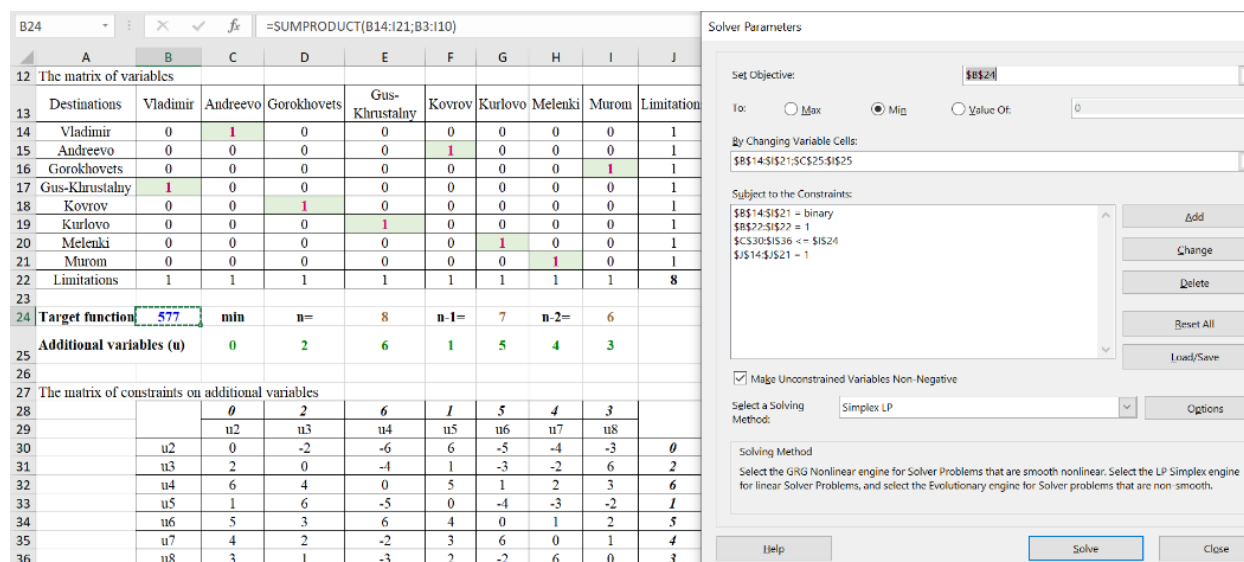 B24 fx =SUMPRODUCT(B14:I21;B3:I10)
A B C D E F G H I J
12 The matrix of variables
13 Destinations Vladimir Andreevo Gorokhovets Gus-Khrustalny Kovrov Kurlovo Melenki Murom Limitation
14 Vladimir 0 1 0 0 0 0 0 0 1
15 Andreevo 0 0 0 0 1 0 0 0 1
16 Gorokhovets 0 0 0 0 0 0 0 1 1
17 Gus-Khrustalny 1 0 0 0 0 0 0 0 1
18 Kovrov 0 0 1 0 0 0 0 0 1
19 Kurlovo 0 0 0 1 0 0 0 0 1
20 Melenki 0 0 0 0 0 1 0 0 1
21 Murom 0 0 0 0 0 0 1 0 1
22 Limitations 1 1 1 1 1 1 1 1 8
23
24 Target function 577 min n= 8 n-1= 7 n-2= 6
25 Additional variables (u) 0 2 6 1 5 4 3
26
27 The matrix of constraints on additional variables
28 0 2 6 1 5 4 3
29 u2 u3 u4 u5 u6 u7 u8
30 u2 0 -2 -6 6 -5 -4 -3 0
31 u3 2 0 -4 1 -3 -2 6 2
32 u4 6 4 0 5 1 2 3 6
33 u5 1 6 -5 0 -4 -3 -2 1
34 u6 5 3 6 4 0 1 2 5
35 u7 4 2 -2 3 6 0 1 4
36 u8 3 1 -3 2 -2 6 0 3
Solver Parameters
Set Objective: $B$24
To: Max Min Value Of: 0
By Changing Variable Cells:
$B$14:$I$21;$C$25:$I$25
Subject to the Constraints:
$B$14:$I$21 = binary
$B$22:$I$22 = 1
$C$30:$I$36 <= $I$24
$J$14:$J$21 = 1
Add
Change
Delete
Reset All
Load/Save
Make Unconstrained Variables Non-Negative
Select a Solving Method: Simplex LP Options
Solving Method
Select the GRG Nonlinear engine for Solver Problems that are smooth nonlinear. Select the LP Simplex engine
for linear Solver Problems, and select the Evolutionary engine for Solver problems that are non-smooth.
Help Solve Close